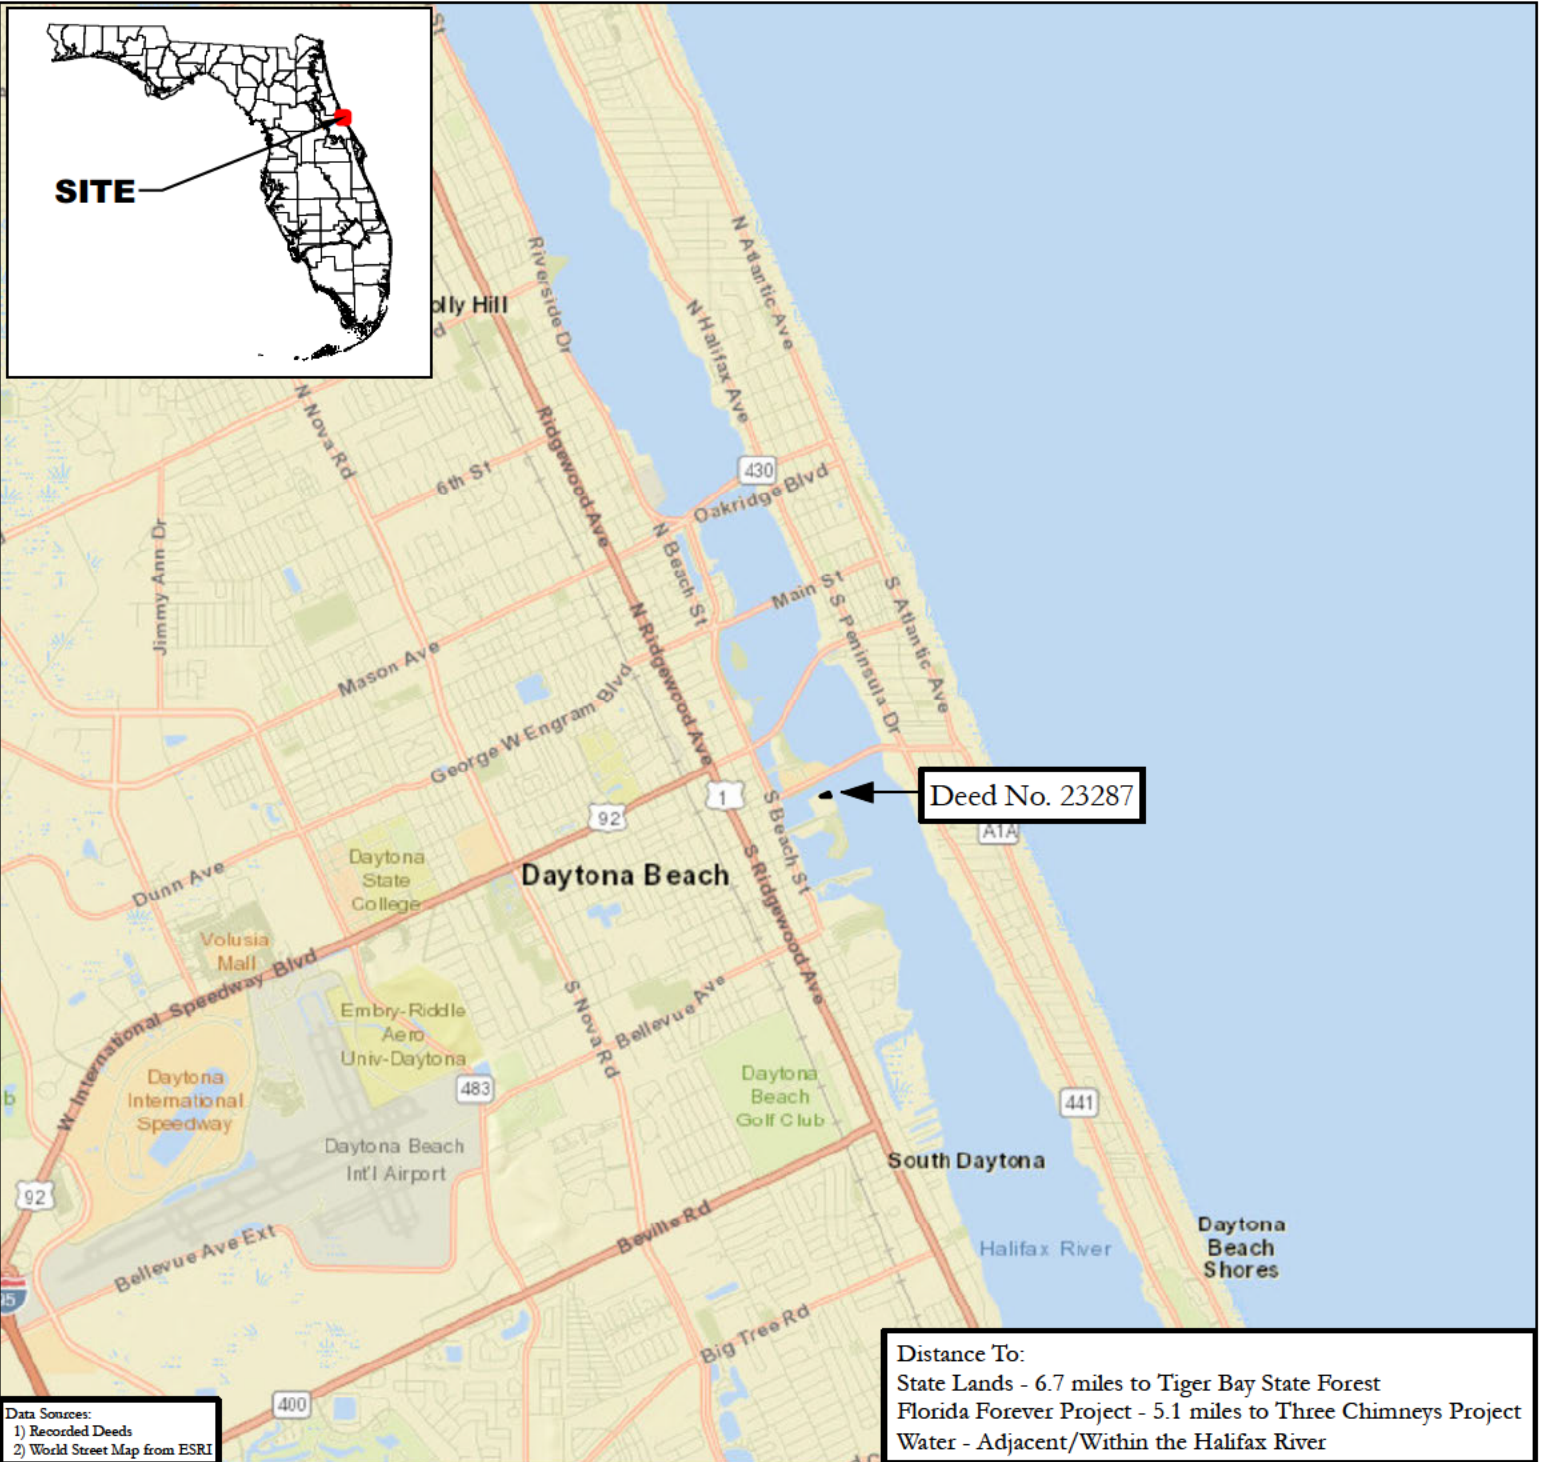 St
SITE
olly Hill
Riverside Dr
N Atlantic Ave
N Halifax Ave
N Nova Rd
Ridgewood Ave
6th St
430
Oakridge Blvd
Jimmy Ann Dr
N Beach St
Main St
S Atlantic Ave
S Peninsula Dr
N Ridgewood Ave
Mason Ave
George W Engram Blvd
1
92
S Beach St
Deed No. 23287
A1A
Daytona
State
College
Daytona Beach
S Ridgewood Ave
Dunn Ave
Volusia
Mall
W International Speedway Blvd
Embry-Riddle
Aero
Univ-Daytona
S Nova Rd
Bellevue Ave
483
Daytona
International
Speedway
Daytona
Beach
Golf Club
441
Daytona Beach
Int'l Airport
South Daytona
92
Bellevue Ave Ext
Beville Rd
Halifax River
Daytona
Beach
Shores
95
Big Tree Rd
400
Data Sources:
1) Recorded Deeds
2) World Street Map from ESRI
Distance To:
State Lands - 6.7 miles to Tiger Bay State Forest
Florida Forever Project - 5.1 miles to Three Chimneys Project
Water - Adjacent/Within the Halifax River